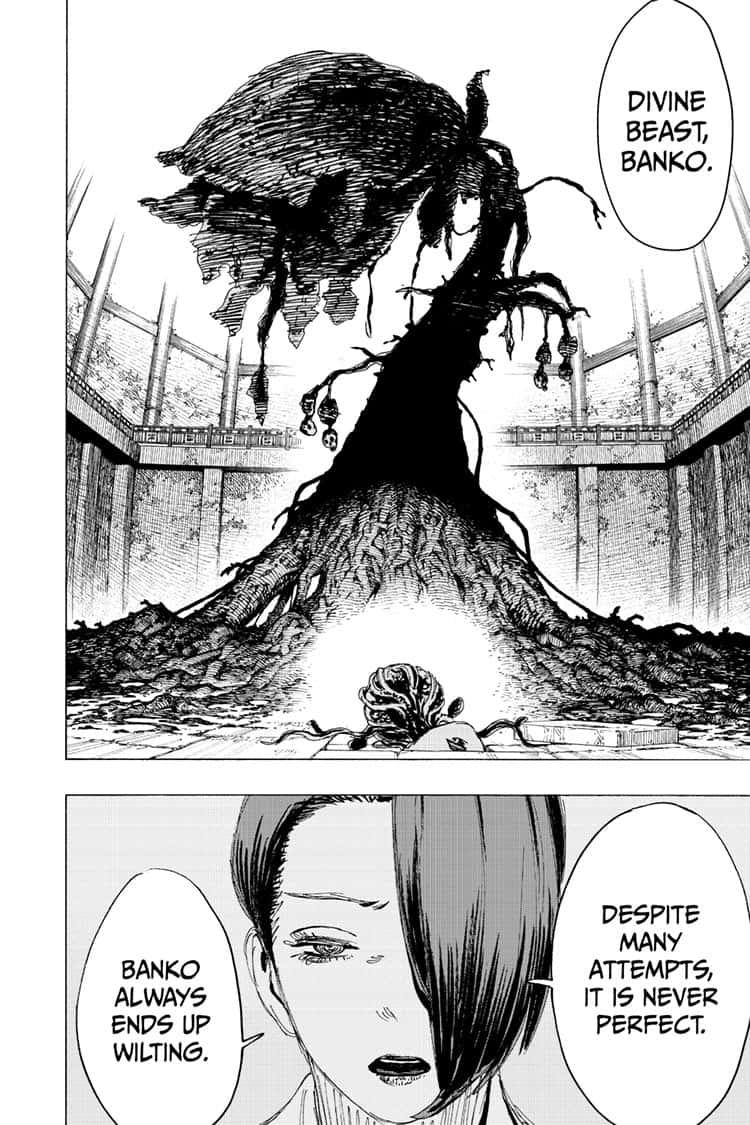 DIVINE
BEAST,
BANKO.
DESPITE
MANY
ATTEMPTS,
IT IS NEVER
PERFECT.
BANKO
ALWAYS
ENDS UP
WILTING.